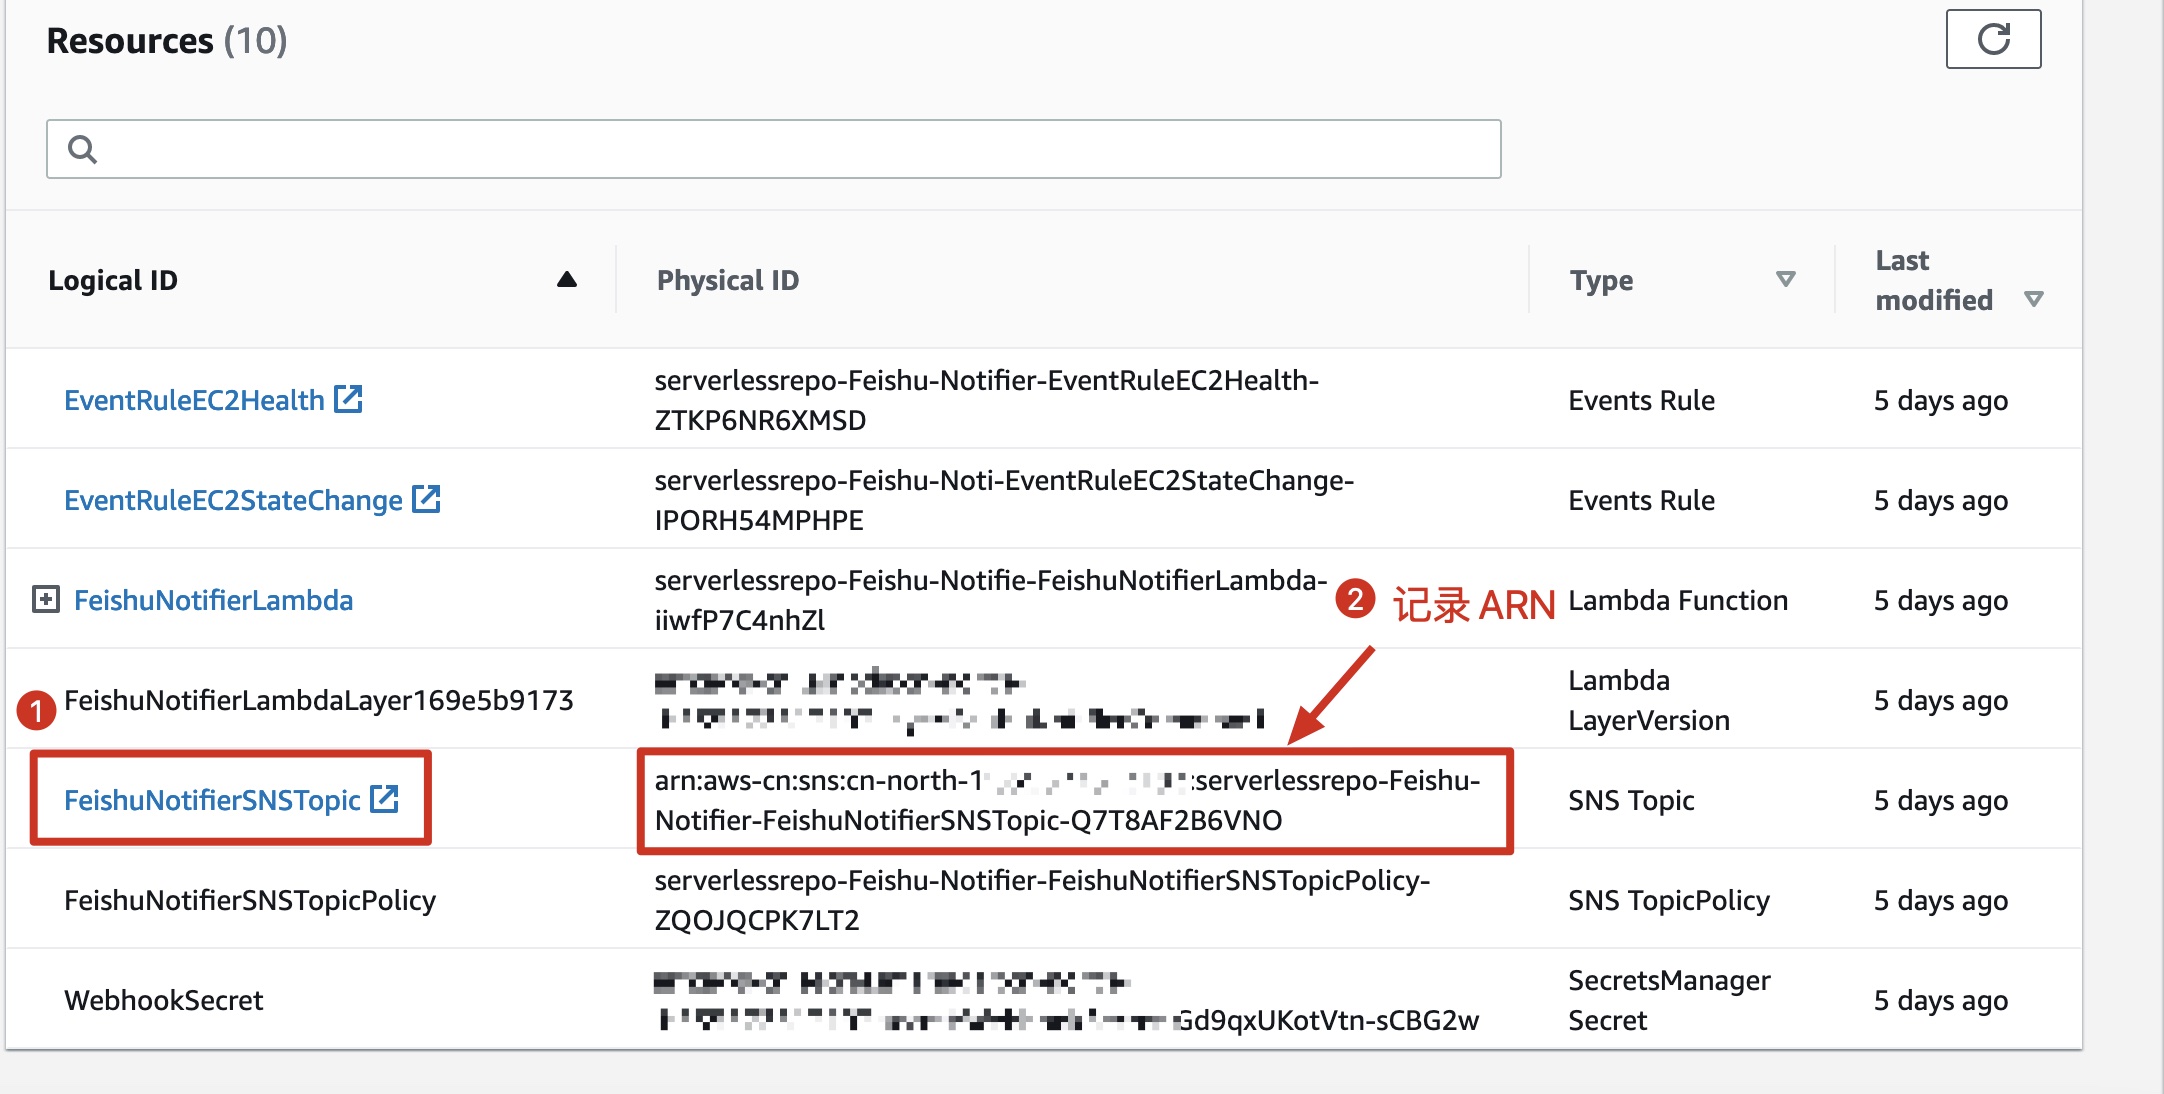 Resources (10)
Logical ID
Physical ID
Type
Last
modified
EventRuleEC2Health
serverlessrepo-Feishu-Notifier-EventRuleEC2Health-
ZTKP6NR6XMSD
Events Rule
5 days ago
EventRuleEC2StateChange
serverlessrepo-Feishu-Noti-EventRuleEC2StateChange-
IPORH54MPHPE
Events Rule
5 days ago
FeishuNotifierLambda
serverlessrepo-Feishu-Notifie-FeishuNotifierLambda-
iiwfP7C4nhZl
2 记录 ARN
Lambda Function
5 days ago
1
FeishuNotifierLambdaLayer169e5b9173
Lambda
LayerVersion
5 days ago
FeishuNotifierSNSTopic
arn:aws-cn:sns:cn-north-1 :serverlessrepo-Feishu-
Notifier-FeishuNotifierSNSTopic-Q7T8AF2B6VNO
SNS Topic
5 days ago
FeishuNotifierSNSTopicPolicy
serverlessrepo-Feishu-Notifier-FeishuNotifierSNSTopicPolicy-
ZQOJQCPK7LT2
SNS TopicPolicy
5 days ago
WebhookSecret
Gd9qxUKotVtn-sCBG2w
SecretsManager
Secret
5 days ago